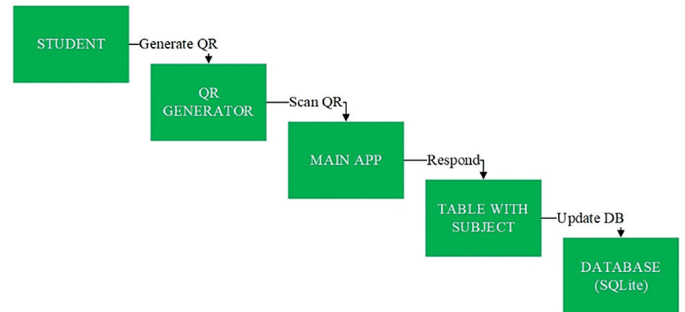 STUDENT
Generate QR
QR
GENERATOR
Scan QR
MAIN APP
Respond
TABLE WITH
SUBJECT
Update DB
DATABASE
(SQLite)